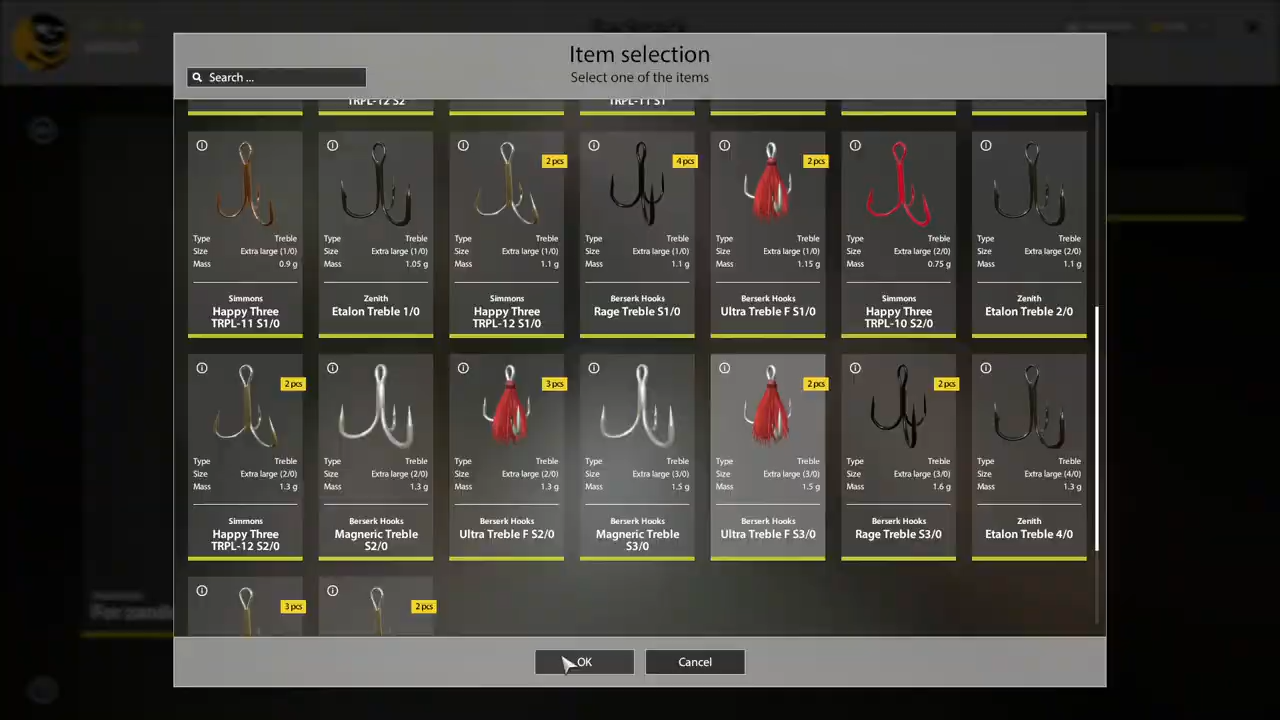 Item selection
Search ...
Select one of the items
TRPL-12 S2
TRPL-11 S1
2 pcs
4 pcs
2 pcs
Type Treble
Size Extra large (1/0)
Mass 0.9 g
Simmons
Happy Three
TRPL-11 S1/0
Type Treble
Size Extra large (1/0)
Mass 1.05 g
Zenith
Etalon Treble 1/0
Type Treble
Size Extra large (1/0)
Mass 1.1 g
Simmons
Happy Three
TRPL-12 S1/0
Type Treble
Size Extra large (1/0)
Mass 1.1 g
Berserk Hooks
Rage Treble S1/0
Type Treble
Size Extra large (1/0)
Mass 1.15 g
Berserk Hooks
Ultra Treble F S1/0
Type Treble
Size Extra large (2/0)
Mass 0.75 g
Simmons
Happy Three
TRPL-10 S2/0
Type Treble
Size Extra large (2/0)
Mass 1.1 g
Zenith
Etalon Treble 2/0
2 pcs
Type Treble
Size Extra large (2/0)
Mass 1.3 g
Simmons
Happy Three
TRPL-12 S2/0
Type Treble
Size Extra large (2/0)
Mass 1.3 g
Berserk Hooks
Magneric Treble
S2/0
3 pcs
Type Treble
Size Extra large (2/0)
Mass 1.3 g
Berserk Hooks
Ultra Treble F S2/0
Type Treble
Size Extra large (3/0)
Mass 1.5 g
Berserk Hooks
Magneric Treble
S3/0
2 pcs
Type Treble
Size Extra large (3/0)
Mass 1.5 g
Berserk Hooks
Ultra Treble F S3/0
2 pcs
Type Treble
Size Extra large (3/0)
Mass 1.6 g
Berserk Hooks
Rage Treble S3/0
Type Treble
Size Extra large (4/0)
Mass 1.3 g
Zenith
Etalon Treble 4/0
3 pcs
2 pcs
OK
Cancel